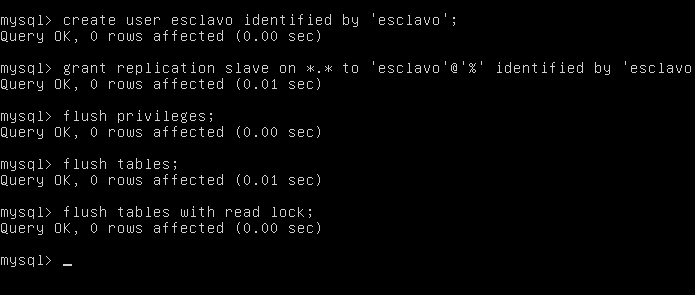 mysql> create user esclavo identified by 'esclavo';
Query OK, 0 rows affected (0.00 sec)
mysql> grant replication slave on *.* to 'esclavo'@'%' identified by 'esclavo
Query OK, 0 rows affected (0.01 sec)
mysql> flush privileges;
Query OK, 0 rows affected (0.00 sec)
mysql> flush tables;
Query OK, 0 rows affected (0.01 sec)
mysql> flush tables with read lock;
Query OK, 0 rows affected (0.00 sec)
mysql> _